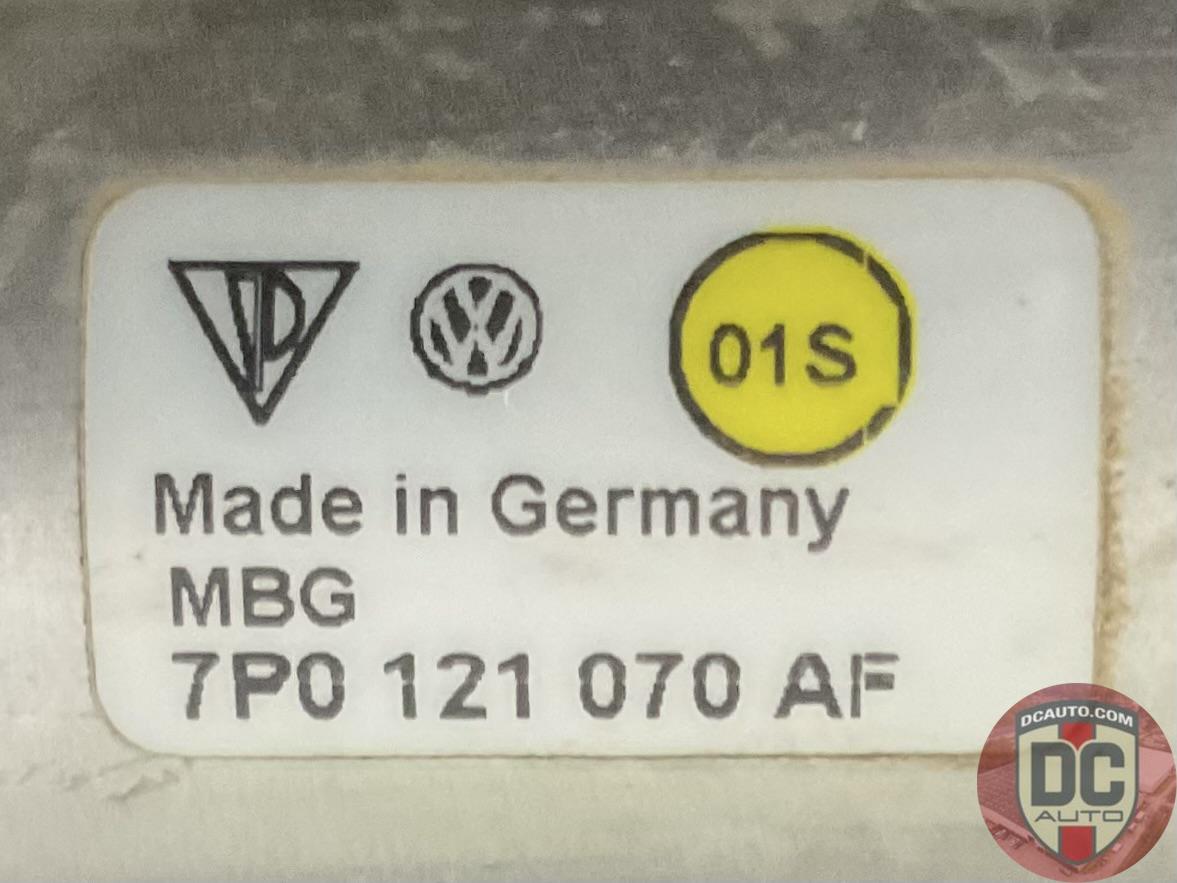 01S
Made in Germany
MBG
7P0 121 070 AF
DCAUTO.COM
DC
AUTO